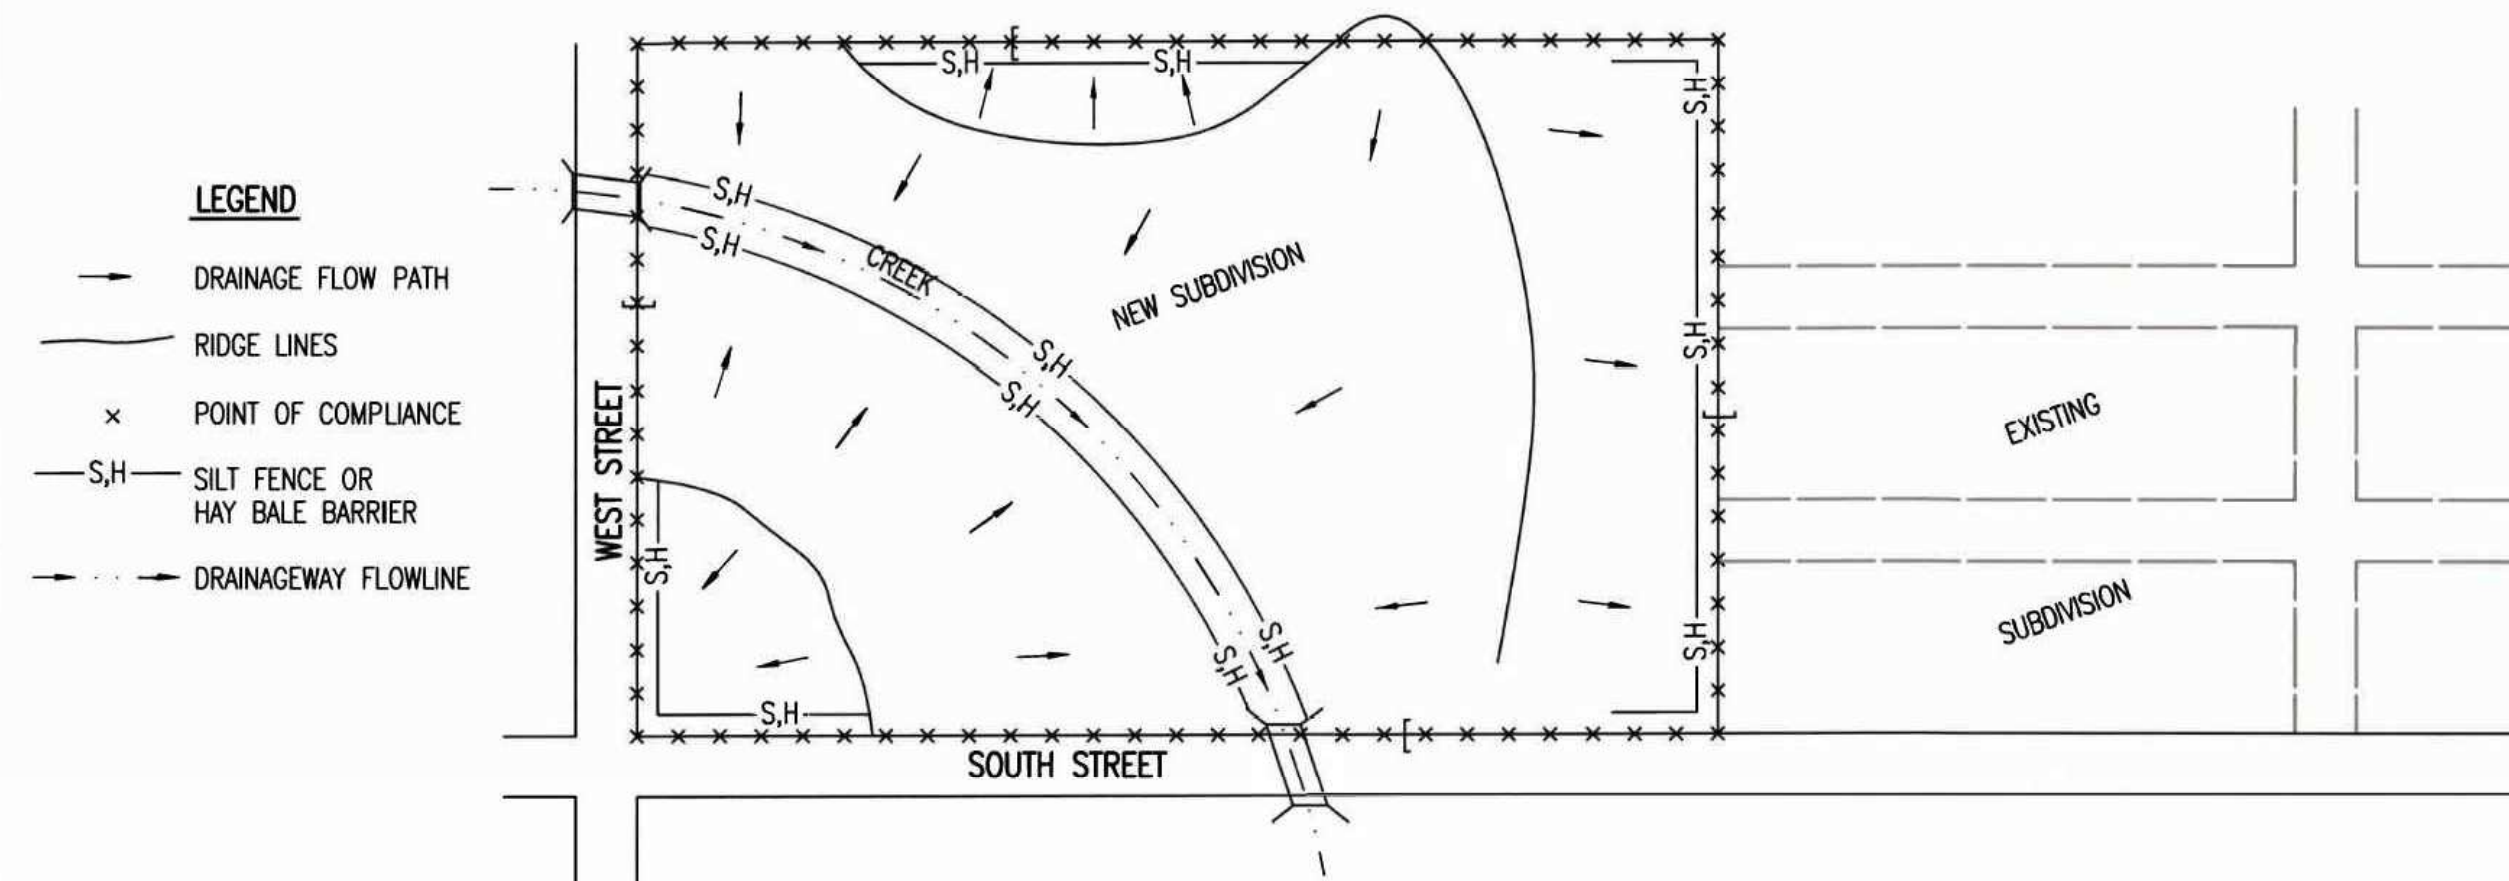 LEGEND
DRAINAGE FLOW PATH
RIDGE LINES
× POINT OF COMPLIANCE
S,H SILT FENCE OR
HAY BALE BARRIER
DRAINAGEWAY FLOWLINE
S,H
S,H
S,H
S,H
S,H
CREEK
NEW SUBDIVISION
S,H
S,H
S,H
WEST STREET
EXISTING
S,H
SUBDIVISION
S,H
S,H
S,H
S,H
SOUTH STREET